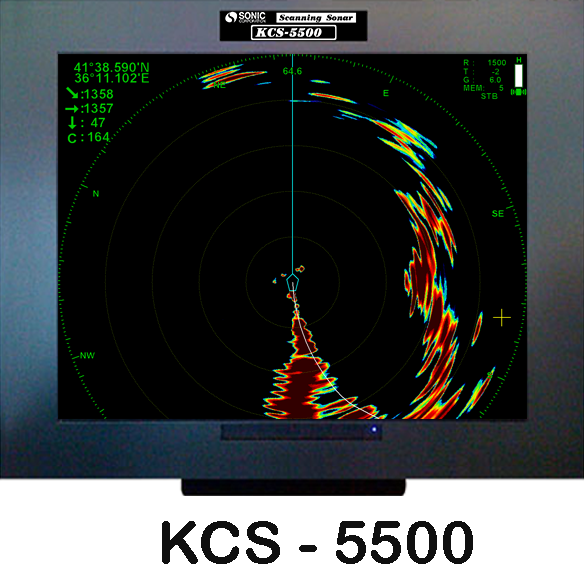 SONIC
CORPORATION
Scanning Sonar
KCS-5500
41°38.590'N
36°11.102'E
↘:1358
→:1357
↓: 47
C:164
64.6
R : 1500
T : -2
G : 6.0
MEM: 5
STB
H
NE
E
N
SE
NW
S
KCS - 5500